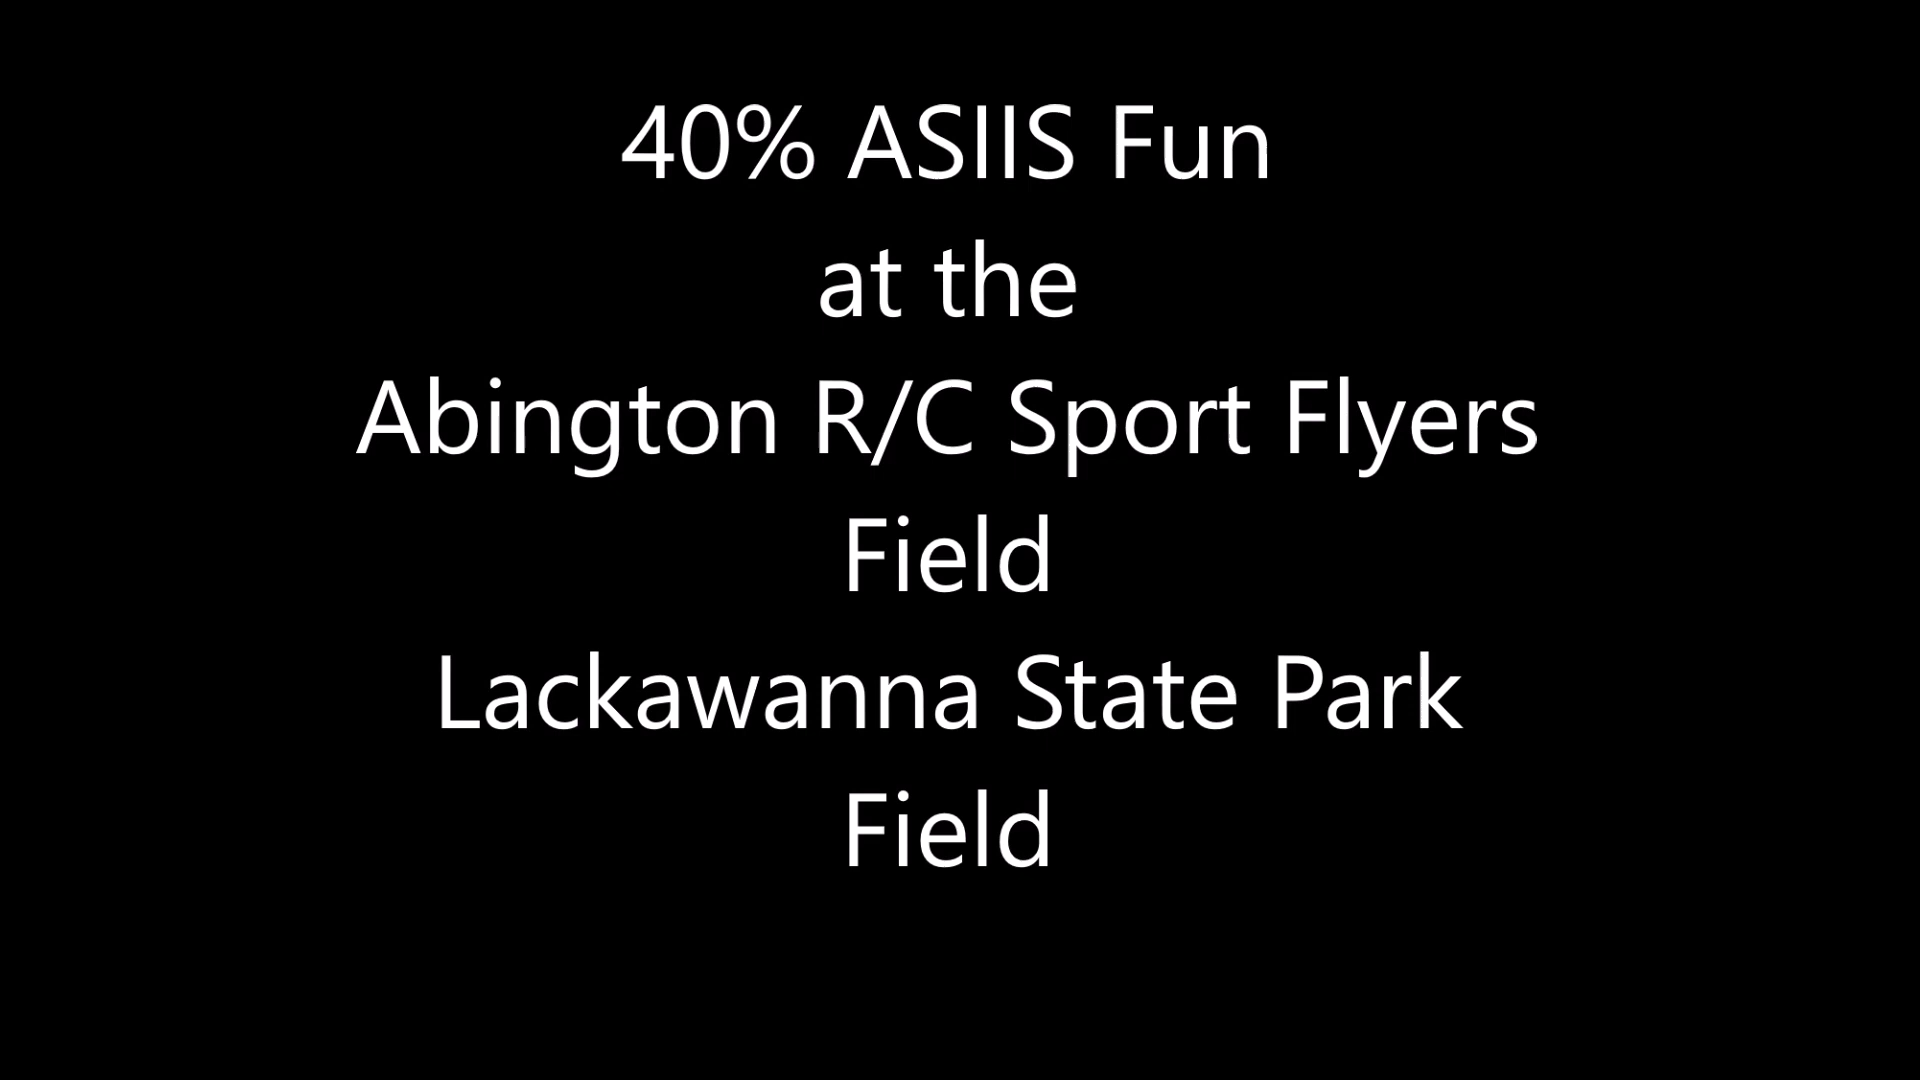 40% ASIIS Fun
at the
Abington R/C Sport Flyers
Field
Lackawanna State Park
Field